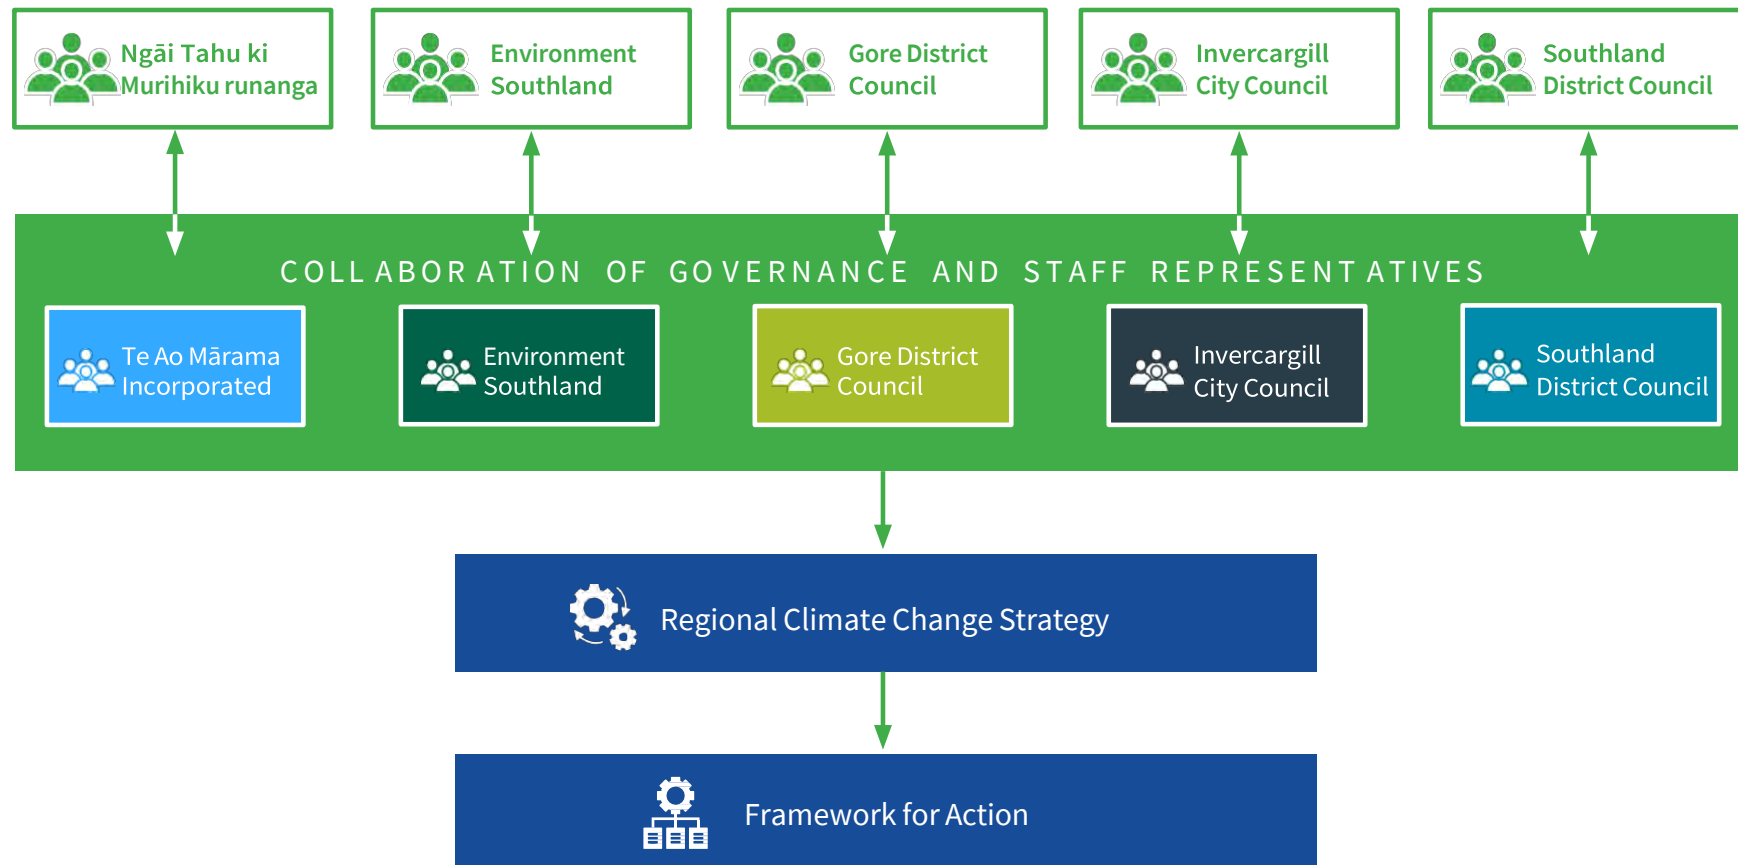 Ngāi Tahu ki
Murihiku runanga
Environment
Southland
Gore District
Council
Invercargill
City Council
Southland
District Council
COLLABORATION OF GOVERNANCE AND STAFF REPRESENTATIVES
Te Ao Mārama
Incorporated
Environment
Southland
Gore District
Council
Invercargill
City Council
Southland
District Council
Regional Climate Change Strategy
Framework for Action